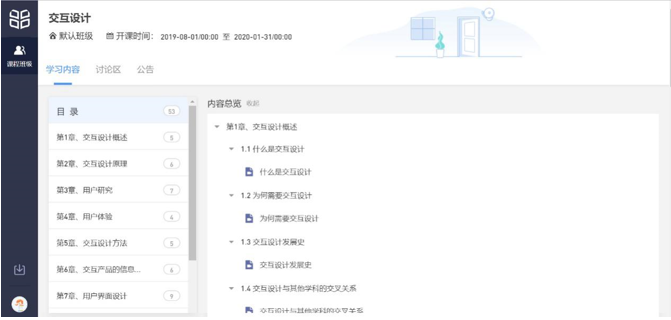 交互设计
默认班级 开课时间： 2019-08-01/00:00 至 2020-01-31/00:00
课程班级
学习内容 讨论区 公告
目 录 53
第1章、交互设计概述 5
第2章、交互设计原理 6
第3章、用户研究 7
第4章、用户体验 4
第5章、交互设计方法 5
第6章、交互产品的信息... 6
第7章、用户界面设计 9
内容总览 收起
第1章、交互设计概述
1.1 什么是交互设计
什么是交互设计
1.2 为何需要交互设计
为何需要交互设计
1.3 交互设计发展史
交互设计发展史
1.4 交互设计与其他学科的交叉关系
交互设计与其他学科的交叉关系